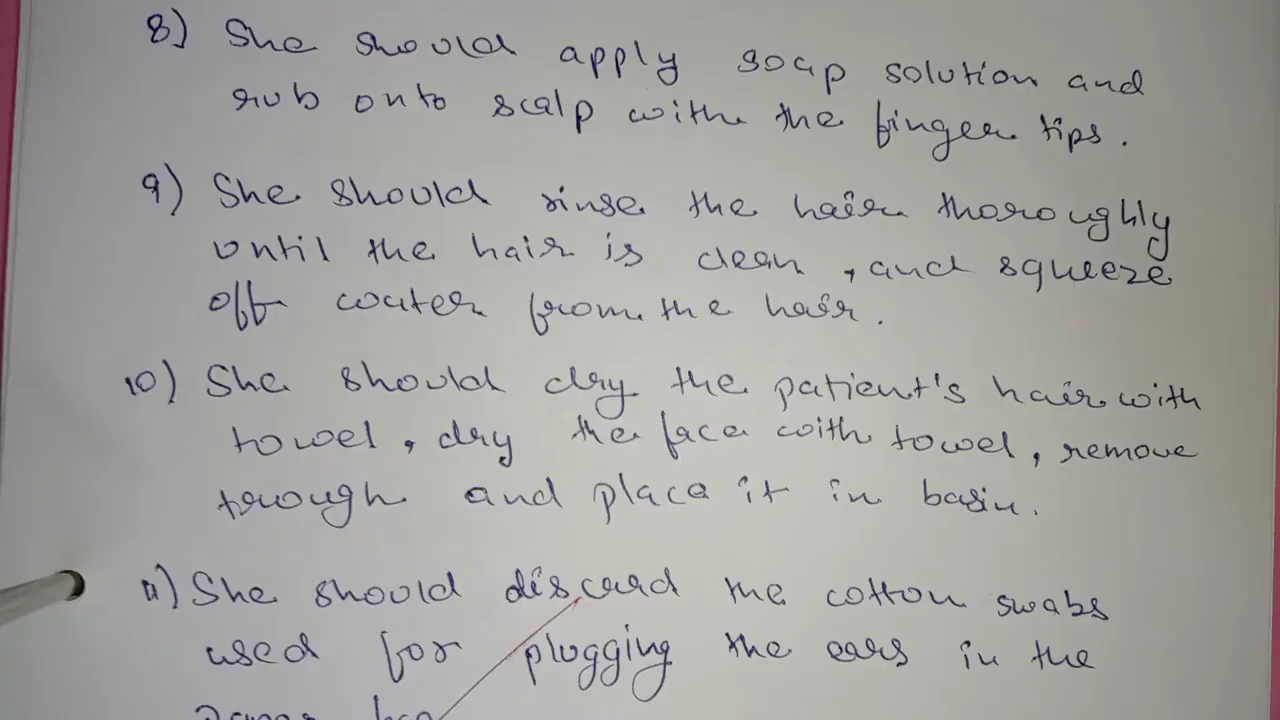 8) She should apply soap solution and
rub onto scalp with the finger tips.
9) She should rinse the hair thoroughly
until the hair is clean, and squeeze
off water from the hair.
10) She should dry the patient's hair with
towel, dry the face with towel, remove
trough and place it in basin.
11) She should discard the cotton swabs
used for plogging the ears in the